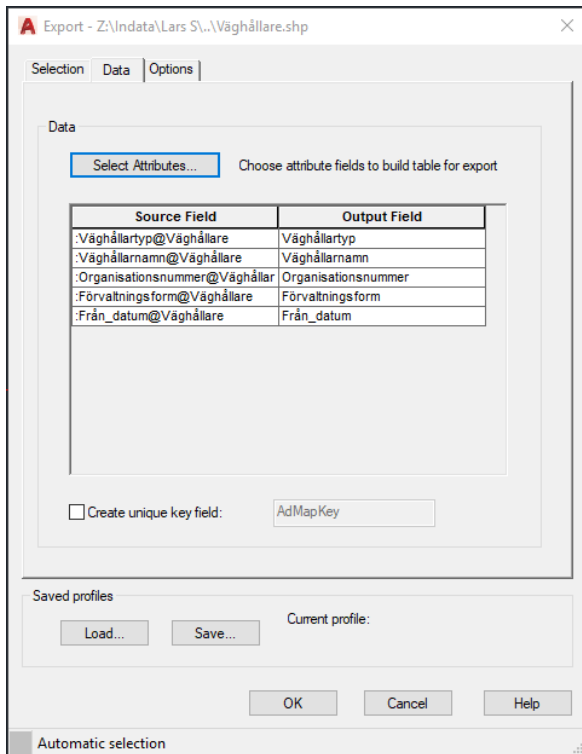 Export - Z:\Indata\Lars S\..\Väghållare.shp
Selection Data Options
Data
Select Attributes... Choose attribute fields to build table for export
Source Field Output Field
:Väghållartyp@Väghållare Väghållartyp
:Väghållarnamn@Väghållare Väghållarnamn
:Organisationsnummer@Väghållar Organisationsnummer
:Förvaltningsform@Väghållare Förvaltningsform
:Från_datum@Väghållare Från_datum
Create unique key field: AdMapKey
Saved profiles
Current profile:
Load... Save...
OK Cancel Help
Automatic selection